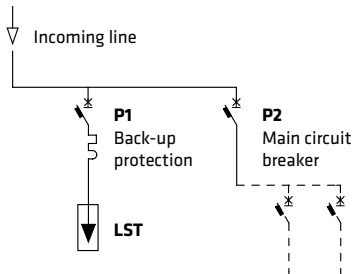 Incoming line
P1
Back-up
protection
P2
Main circuit
breaker
LST